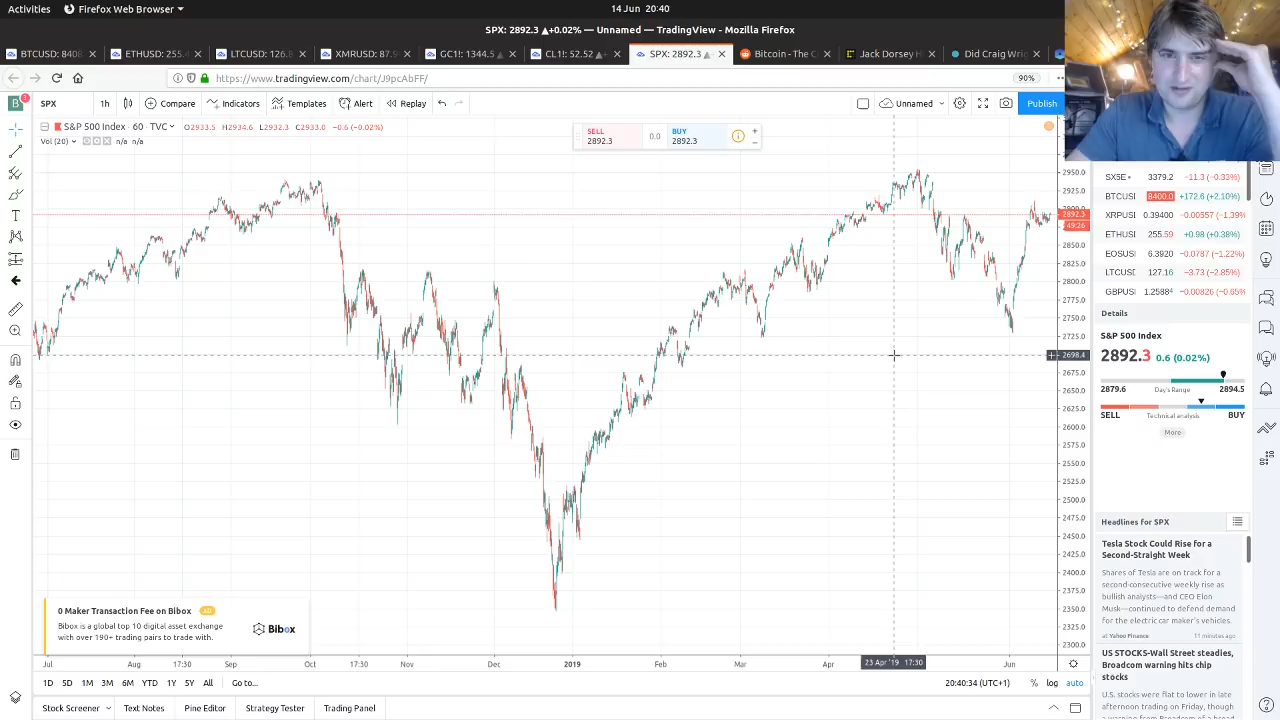 Activities
Firefox Web Browser
14 Jun 20:40
SPX: 2892.3 ▲+0.02% — Unnamed — TradingView - Mozilla Firefox
BTCUSD: 840
ETHUSD: 255.4
LTCUSD: 126.8
XMRUSD: 87.9
GC1!: 1344.5
CL1!: 52.52
SPX: 2892.3
Bitcoin - The C
Jack Dorsey H
Did Craig Wrig
https://www.tradingview.com/chart/J9pcAbFF/
90%
SPX
1h
Compare
Indicators
Templates
Alert
Replay
Unnamed
Publish
S&P 500 Index · 60 · TVC
O2933.5 H2934.6 L2932.3 C2933.0 −0.6 (−0.02%)
Vol (20)
n/a n/a
SELL
2892.3
0.0
BUY
2892.3
2950.0
2925.0
2892.3
49:26
2850.0
2825.0
2800.0
2775.0
2750.0
2725.0
2698.4
2675.0
2650.0
2625.0
2600.0
2575.0
2550.0
2525.0
2500.0
2475.0
2450.0
2425.0
2400.0
2375.0
2350.0
2325.0
2300.0
SX5E 3379.2 −11.3 (−0.33%)
BTCUSI 8400.0 +172.6 (+2.10%)
XRPUSI 0.39400 −0.00557 (−1.39%
ETHUSI 255.59 +0.98 (+0.38%)
EOSUSI 6.3920 −0.0787 (−1.22%)
LTCUSI 127.16 −3.73 (−2.85%)
GBPUSI 1.2588⁴ −0.00826 (−0.65%
Details
S&P 500 Index
2892.3 0.6 (0.02%)
2879.6 Day's Range 2894.5
SELL Technical analysis BUY
More
Headlines for SPX
Tesla Stock Could Rise for a
Second-Straight Week
Shares of Tesla are on track for a
second-consecutive weekly rise as
bullish analysts—and CEO Elon
Musk—continued to defend demand
for the electric car maker's vehicles.
at Yahoo Finance 11 minutes ago
US STOCKS-Wall Street steadies,
Broadcom warning hits chip
stocks
U.S. stocks were flat to lower in late
afternoon trading on Friday, though
0 Maker Transaction Fee on Bibox
AD
Bibox is a global top 10 digital asset exchange
with over 190+ trading pairs to trade with.
Bibox
Jul Aug 17:30 Sep Oct 17:30 Nov Dec 2019 Feb Mar Apr 23 Apr '19 17:30 Jun
1D 5D 1M 3M 6M YTD 1Y 5Y All Go to...
20:40:34 (UTC+1) % log auto
Stock Screener
Text Notes
Pine Editor
Strategy Tester
Trading Panel